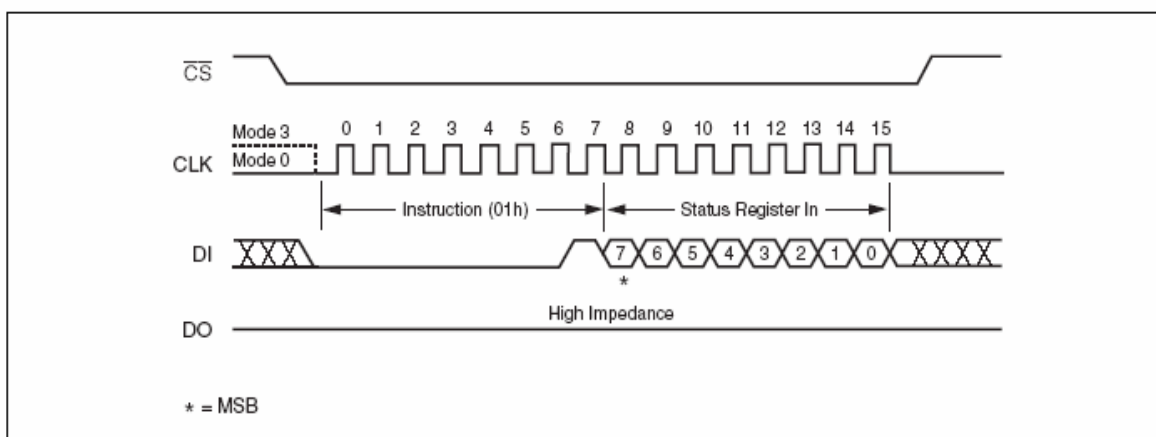 CS
Mode 3
0 1 2 3 4 5 6 7 8 9 10 11 12 13 14 15
Mode 0
CLK
Instruction (01h)
Status Register In
DI
7 6 5 4 3 2 1 0
*
High Impedance
DO
* = MSB